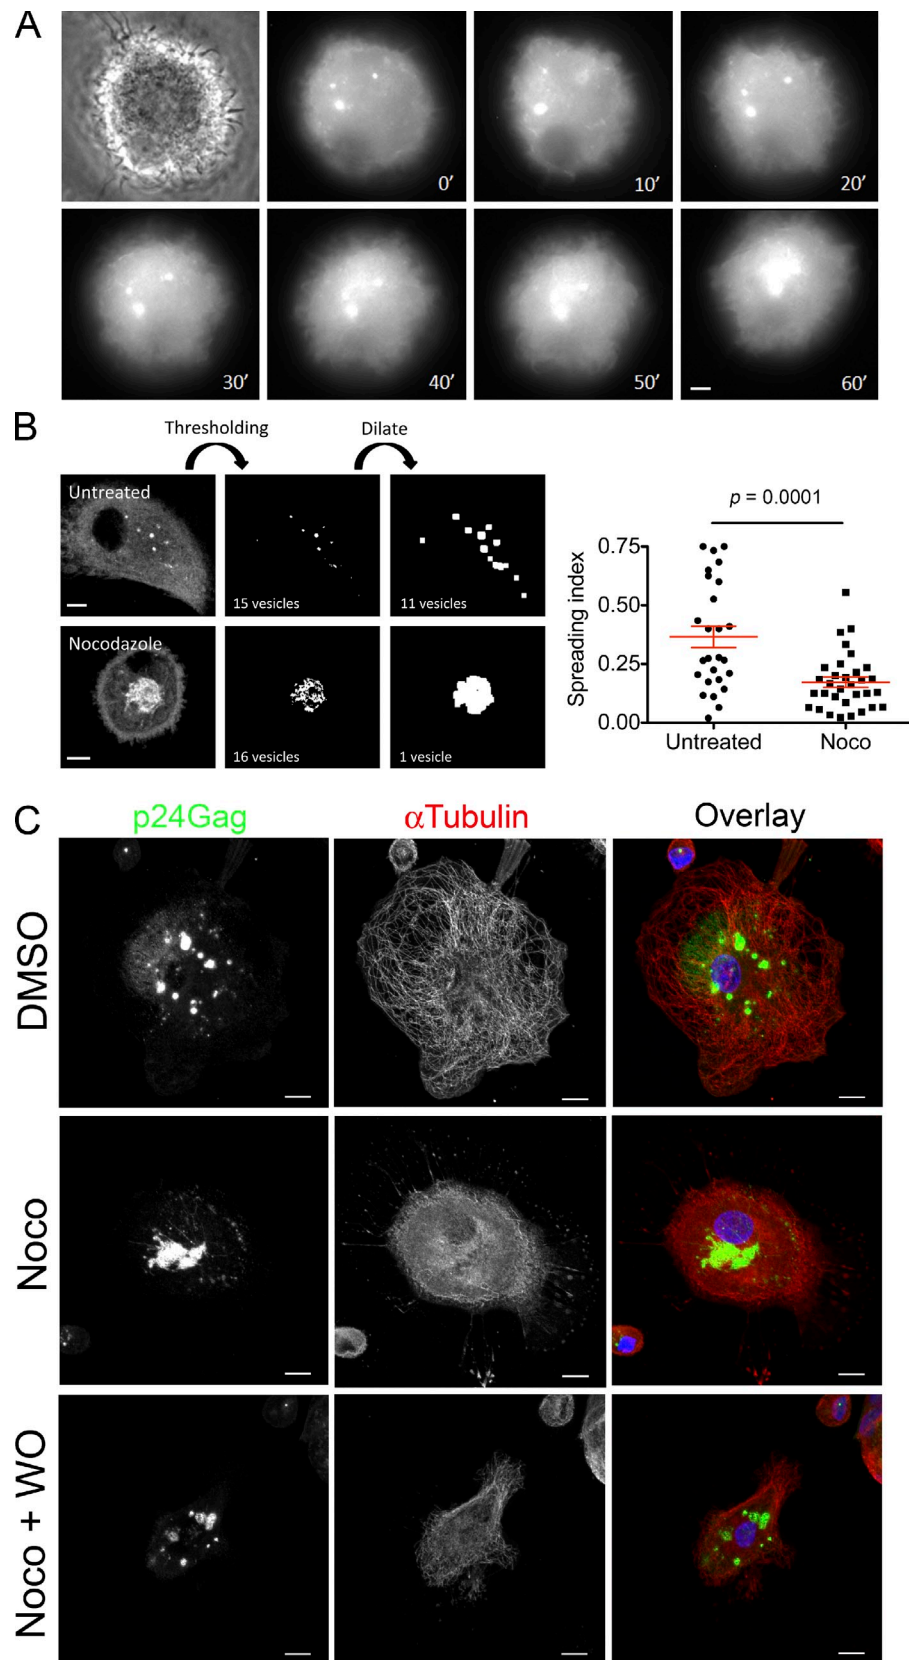 A
0′
10′
20′
30′
40′
50′
60′
B
Thresholding
Dilate
Untreated
15 vesicles
11 vesicles
Nocodazole
16 vesicles
1 vesicle
p = 0.0001
Spreading index
0.75
0.50
0.25
0.00
Untreated
Noco
C
p24Gag
αTubulin
Overlay
DMSO
Noco
Noco + WO